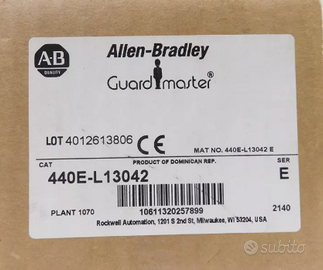 A-B
QUALITY
Allen-Bradley
Guardmaster®
LOT 4012613806 CE
MAT NO. 440E-L13042 E
CAT
PRODUCT OF DOMINICAN REP.
SER
440E-L13042
E
PLANT 1070
10611320257899
2140
Rockwell Automation, 1201 S 2nd St, Milwaukee, WI 53204, USA
subito